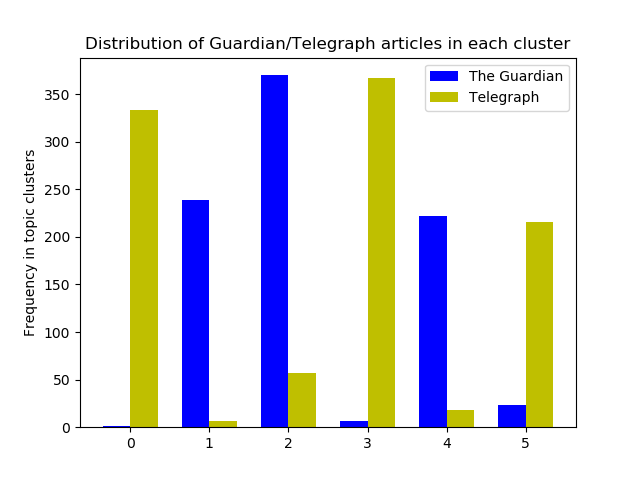 Distribution of Guardian/Telegraph articles in each cluster
The Guardian
Telegraph
Frequency in topic clusters
350
300
250
200
150
100
50
0
0 1 2 3 4 5